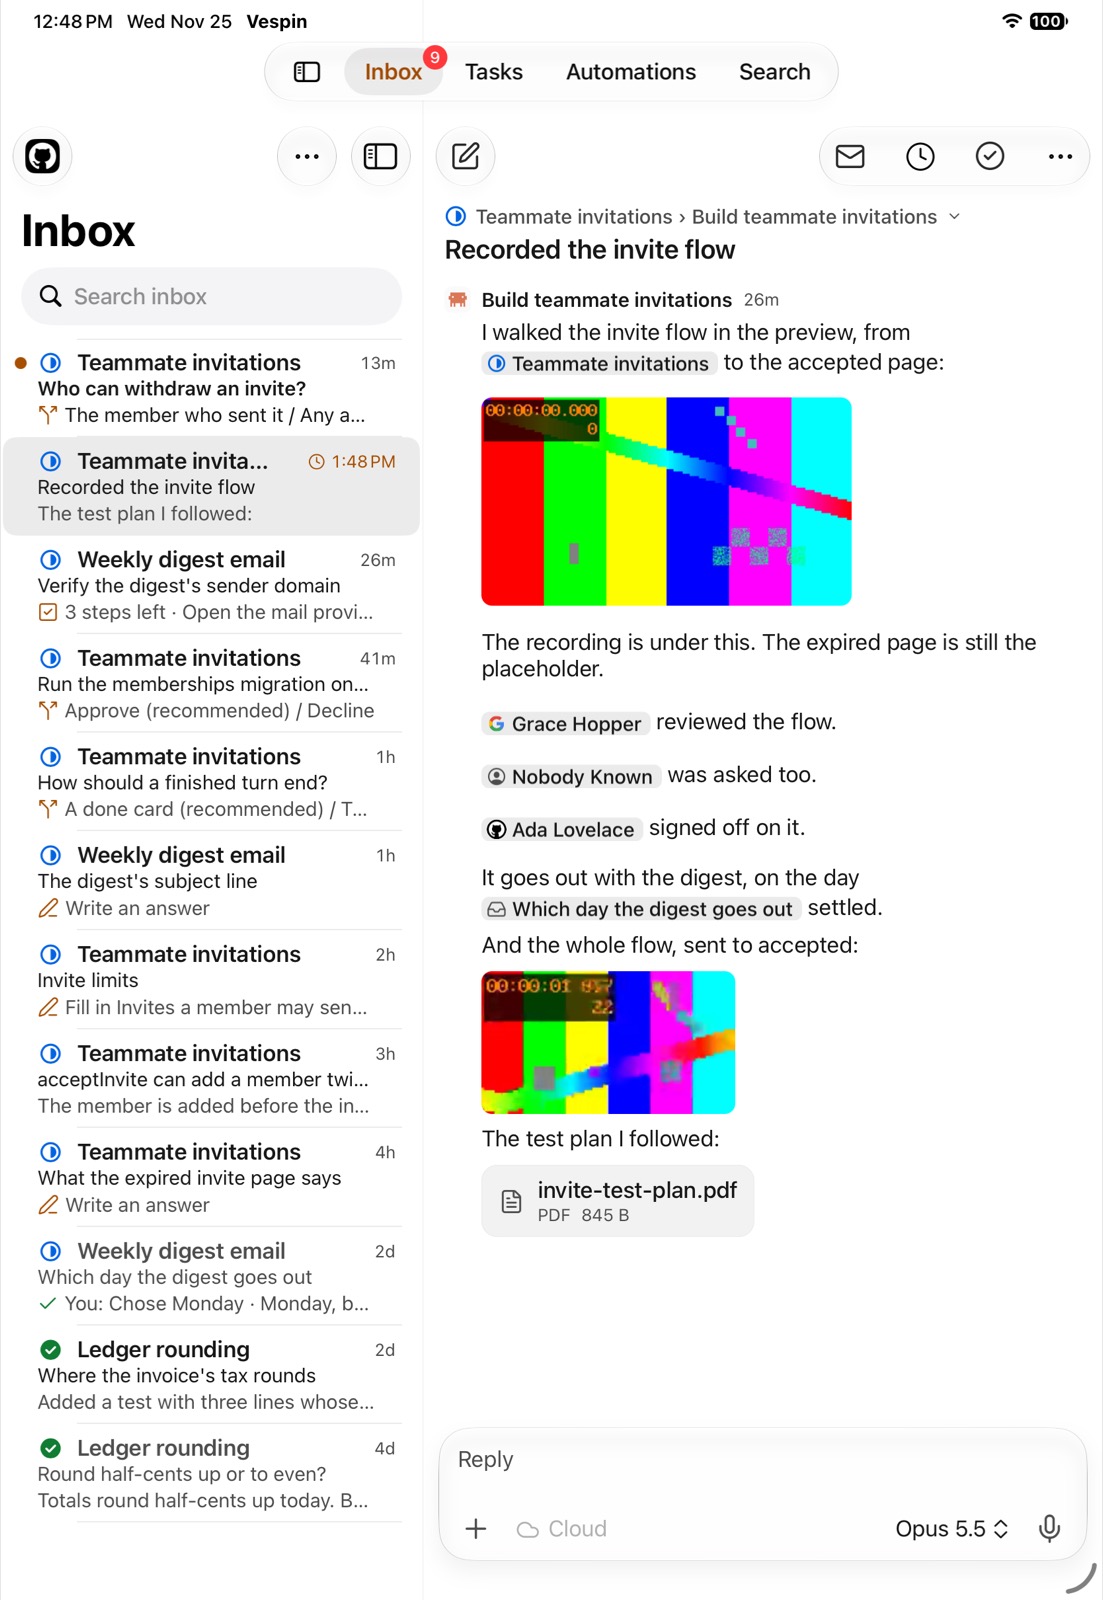 12:48 PM Wed Nov 25 Vespin
100
Inbox
9
Tasks
Automations
Search
Inbox
Search inbox
Teammate invitations 13m
Who can withdraw an invite?
The member who sent it / Any a...
Teammate invita... 1:48 PM
Recorded the invite flow
The test plan I followed:
Weekly digest email 26m
Verify the digest's sender domain
3 steps left · Open the mail provi...
Teammate invitations 41m
Run the memberships migration on...
Approve (recommended) / Decline
Teammate invitations 1h
How should a finished turn end?
A done card (recommended) / T...
Weekly digest email 1h
The digest's subject line
Write an answer
Teammate invitations 2h
Invite limits
Fill in Invites a member may sen...
Teammate invitations 3h
acceptInvite can add a member twi...
The member is added before the in...
Teammate invitations 4h
What the expired invite page says
Write an answer
Weekly digest email 2d
Which day the digest goes out
You: Chose Monday · Monday, b...
Ledger rounding 2d
Where the invoice's tax rounds
Added a test with three lines whose...
Ledger rounding 4d
Round half-cents up or to even?
Totals round half-cents up today. B...
Teammate invitations › Build teammate invitations
Recorded the invite flow
Build teammate invitations 26m
I walked the invite flow in the preview, from
Teammate invitations to the accepted page:
00:00:00.000
0
The recording is under this. The expired page is still the
placeholder.
Grace Hopper reviewed the flow.
Nobody Known was asked too.
Ada Lovelace signed off on it.
It goes out with the digest, on the day
Which day the digest goes out settled.
And the whole flow, sent to accepted:
The test plan I followed:
invite-test-plan.pdf
PDF 845 B
Reply
Cloud
Opus 5.5